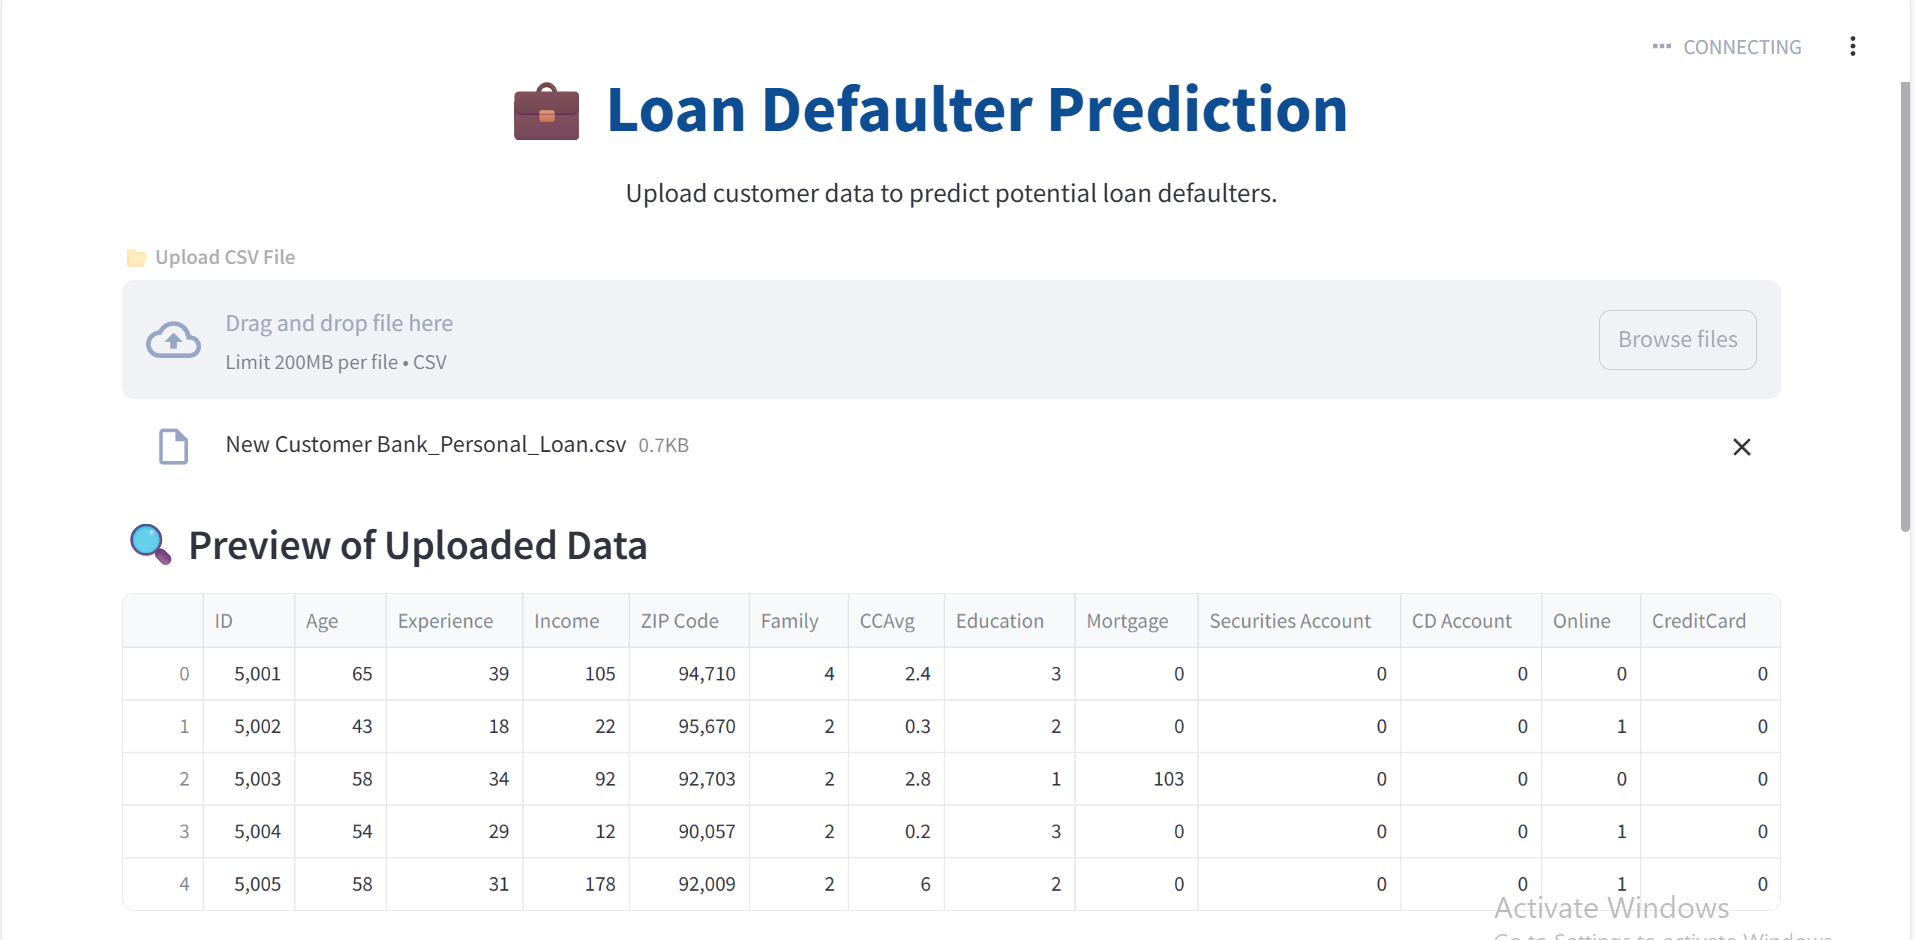 CONNECTING
Loan Defaulter Prediction
Upload customer data to predict potential loan defaulters.
Upload CSV File
Drag and drop file here
Limit 200MB per file • CSV
Browse files
New Customer Bank_Personal_Loan.csv 0.7KB
Preview of Uploaded Data
ID Age Experience Income ZIP Code Family CCAvg Education Mortgage Securities Account CD Account Online CreditCard
0 5,001 65 39 105 94,710 4 2.4 3 0 0 0 0 0
1 5,002 43 18 22 95,670 2 0.3 2 0 0 0 1 0
2 5,003 58 34 92 92,703 2 2.8 1 103 0 0 0 0
3 5,004 54 29 12 90,057 2 0.2 3 0 0 0 1 0
4 5,005 58 31 178 92,009 2 6 2 0 0 0 1 0
Activate Windows
Go to Settings to activate Windows.